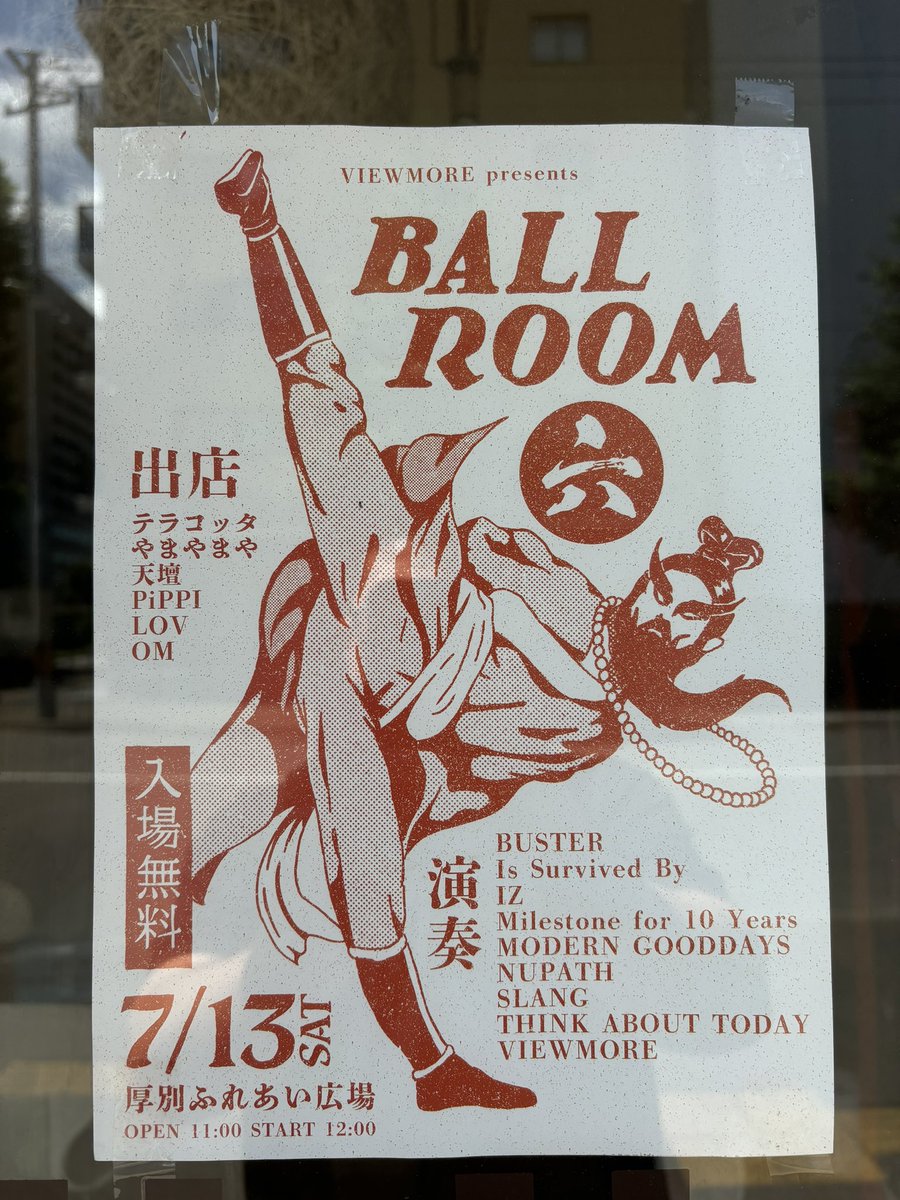 VIEWMORE presents
BALL
ROOM
六
出店
テラコッタ
やまやまや
天壇
PiPPI
LOV
OM
入場無料
演奏
BUSTER
Is Survived By
IZ
Milestone for 10 Years
MODERN GOODDAYS
NUPATH
SLANG
THINK ABOUT TODAY
VIEWMORE
7/13 SAT
厚別ふれあい広場
OPEN 11:00 START 12:00